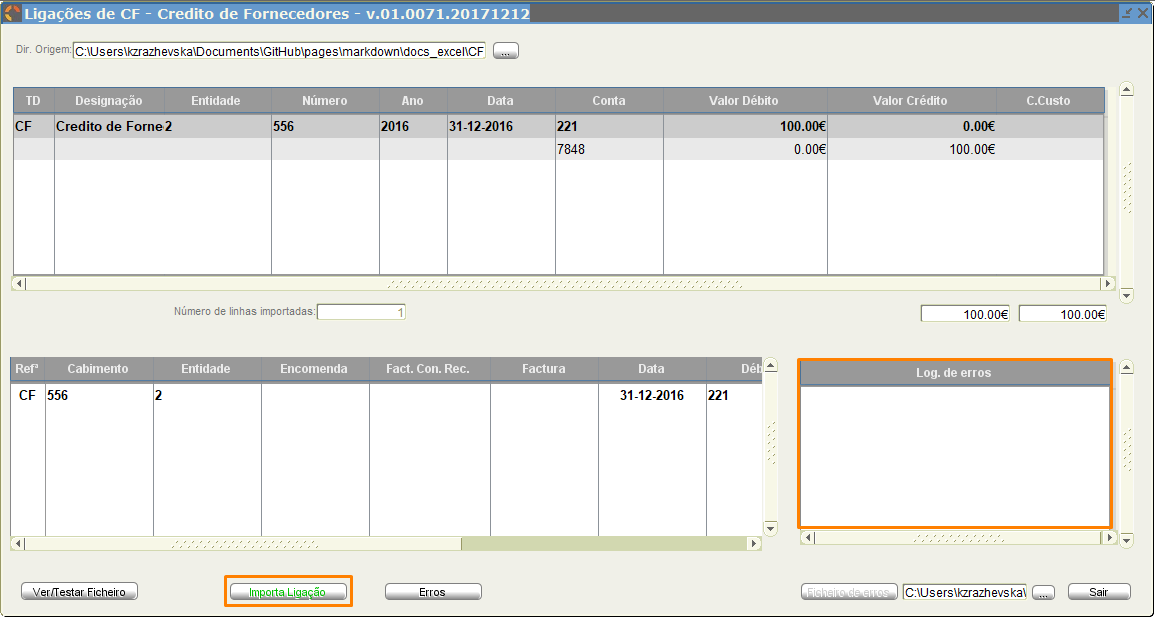 Ligações de CF - Credito de Fornecedores - v.01.0071.20171212
Dir. Origem: C:\Users\kzrazhevska\Documents\GitHub\pages\markdown\docs_excel\CF ...
TD Designação Entidade Número Ano Data Conta Valor Débito Valor Crédito C.Custo
CF Credito de Forne 2 556 2016 31-12-2016 221 100.00€ 0.00€
7848 0.00€ 100.00€
Número de linhas importadas: 1 100.00€ 100.00€
Refª Cabimento Entidade Encomenda Fact. Con. Rec. Factura Data Déb
CF 556 2 31-12-2016 221
Log. de erros
Ver/Testar Ficheiro Importa Ligação Erros Ficheiro de erros C:\Users\kzrazhevska\ ... Sair